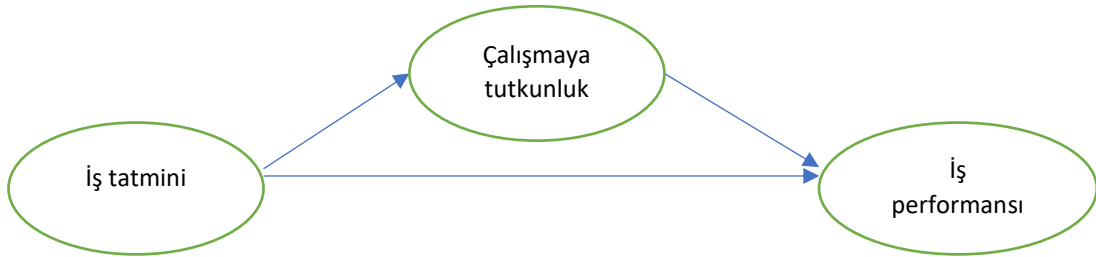 Çalışmaya
tutkunluk
İş tatmini
İş
performansı